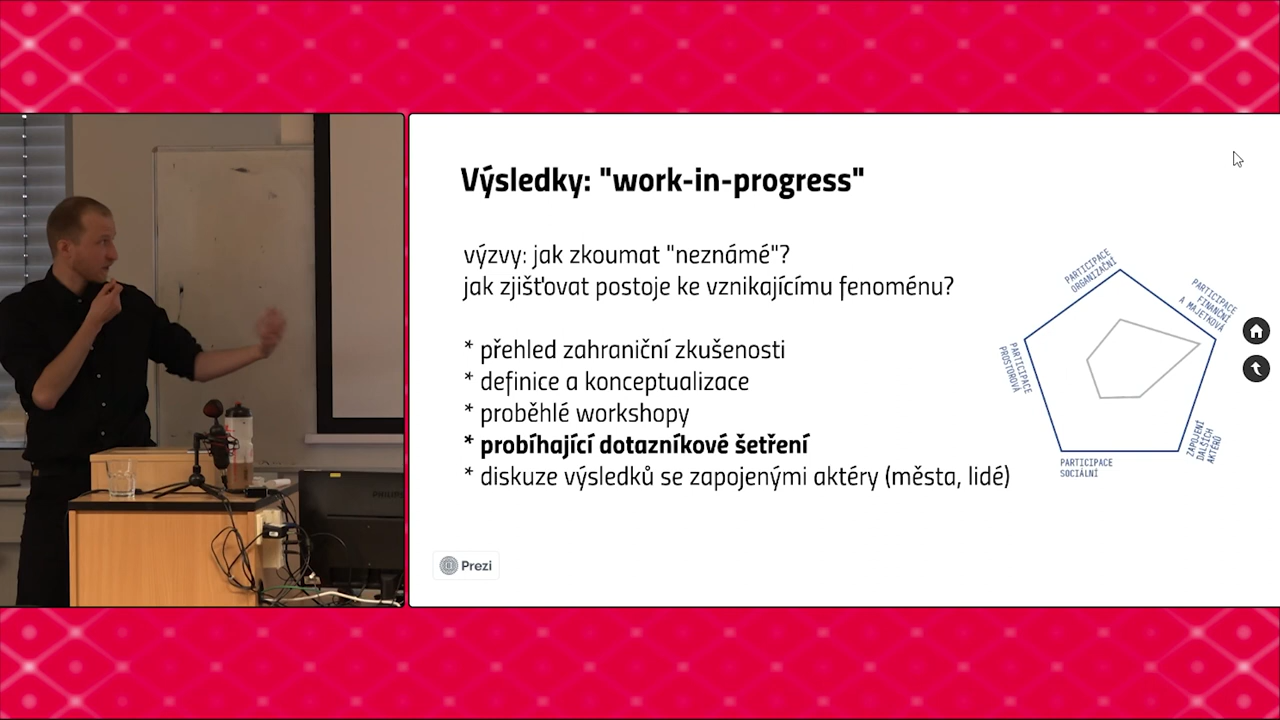 Výsledky: "work-in-progress"
výzvy: jak zkoumat "neznámé"?
jak zjišťovat postoje ke vznikajícímu fenoménu?
* přehled zahraniční zkušenosti
* definice a konceptualizace
* proběhlé workshopy
* probíhající dotazníkové šetření
* diskuze výsledků se zapojenými aktéry (města, lidé)
PARTICIPACE
ORGANIZAČNÍ
PARTICIPACE
FINANČNÍ
A MAJETKOVÁ
PARTICIPACE
PROSTOROVÁ
ZAPOJENÍ
DALŠÍCH
AKTÉRŮ
PARTICIPACE
SOCIÁLNÍ
Prezi
PHILIPS